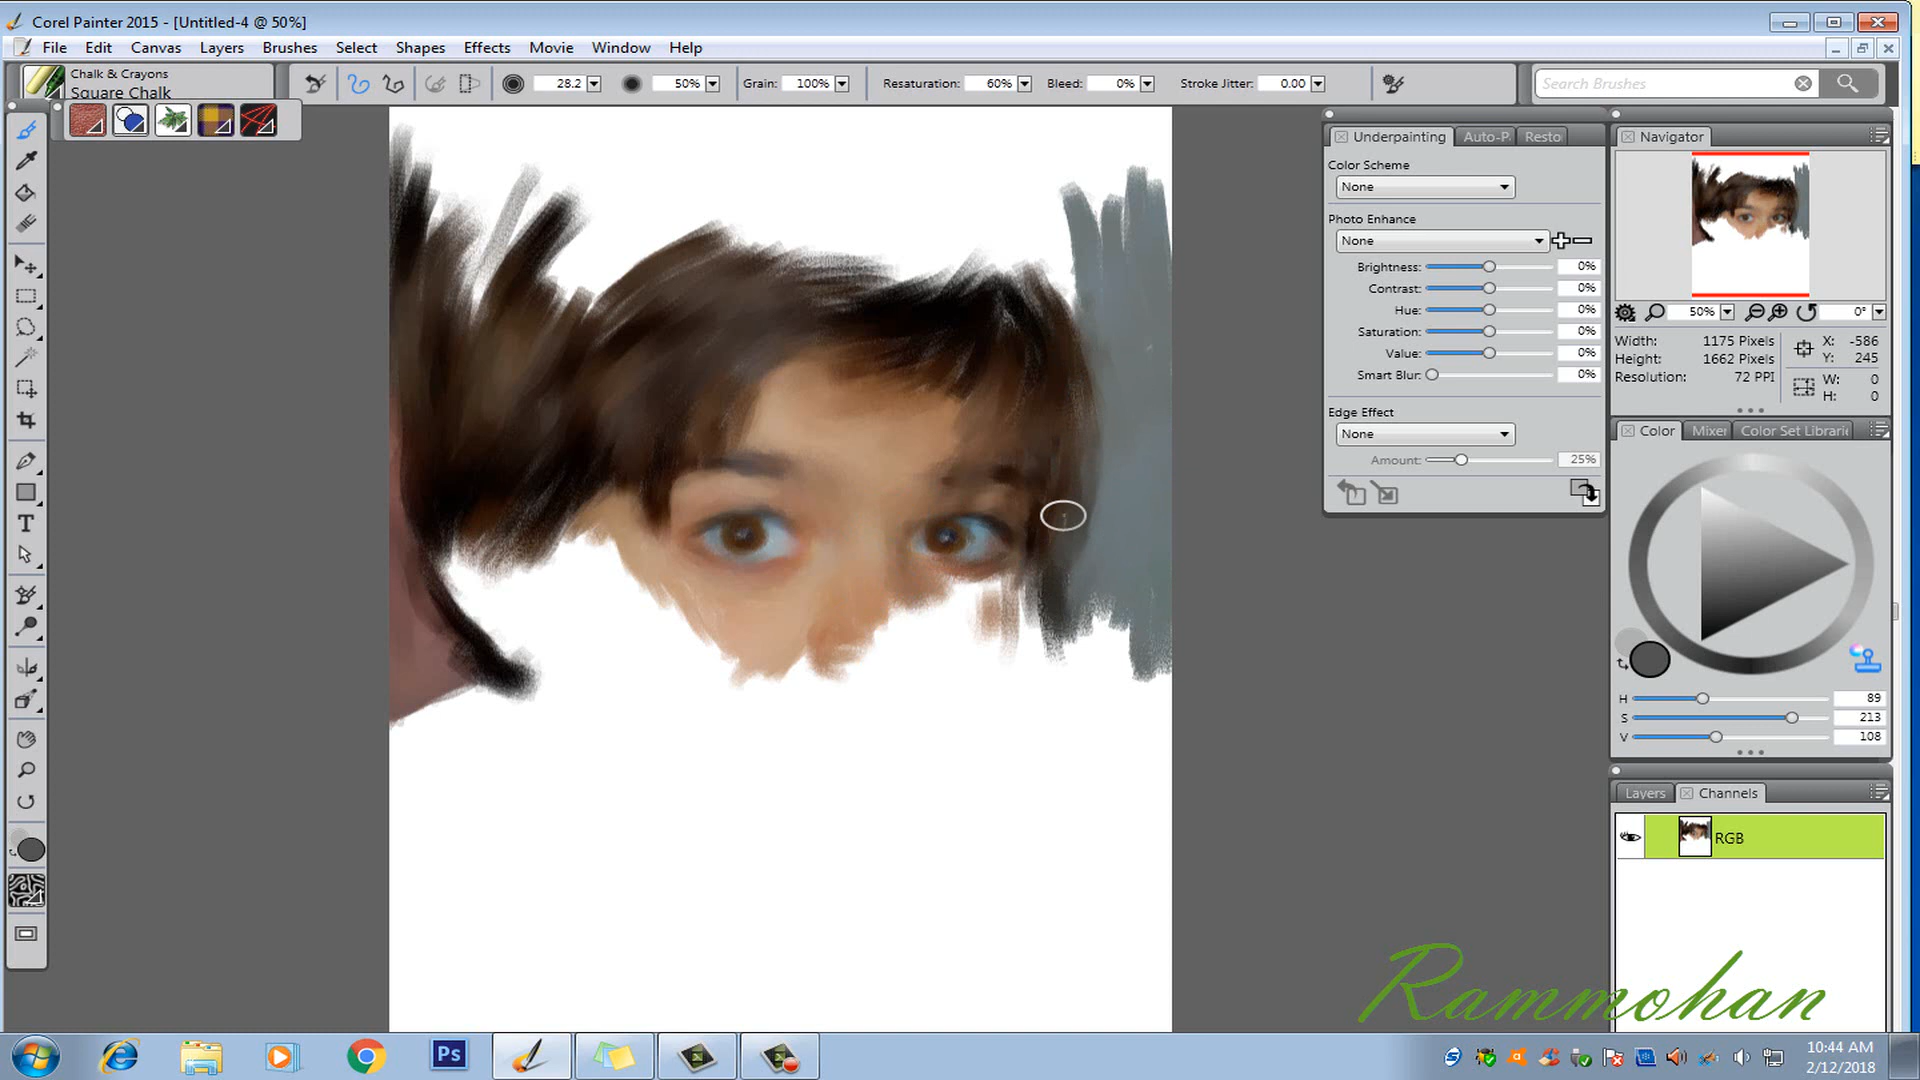 Corel Painter 2015 - [Untitled-4 @ 50%]
File Edit Canvas Layers Brushes Select Shapes Effects Movie Window Help
Chalk & Crayons
Square Chalk
28.2 50% Grain: 100% Resaturation: 60% Bleed: 0% Stroke Jitter: 0.00
Search Brushes
Underpainting Auto-P. Resto
Color Scheme
None
Photo Enhance
None
Brightness: 0%
Contrast: 0%
Hue: 0%
Saturation: 0%
Value: 0%
Smart Blur: 0%
Edge Effect
None
Amount: 25%
Navigator
50% 0°
Width: 1175 Pixels
Height: 1662 Pixels
Resolution: 72 PPI
X: -586
Y: 245
W: 0
H: 0
Color Mixer Color Set Librari
H 89
S 213
V 108
Layers Channels
RGB
T
Rammohan
Ps
10:44 AM
2/12/2018